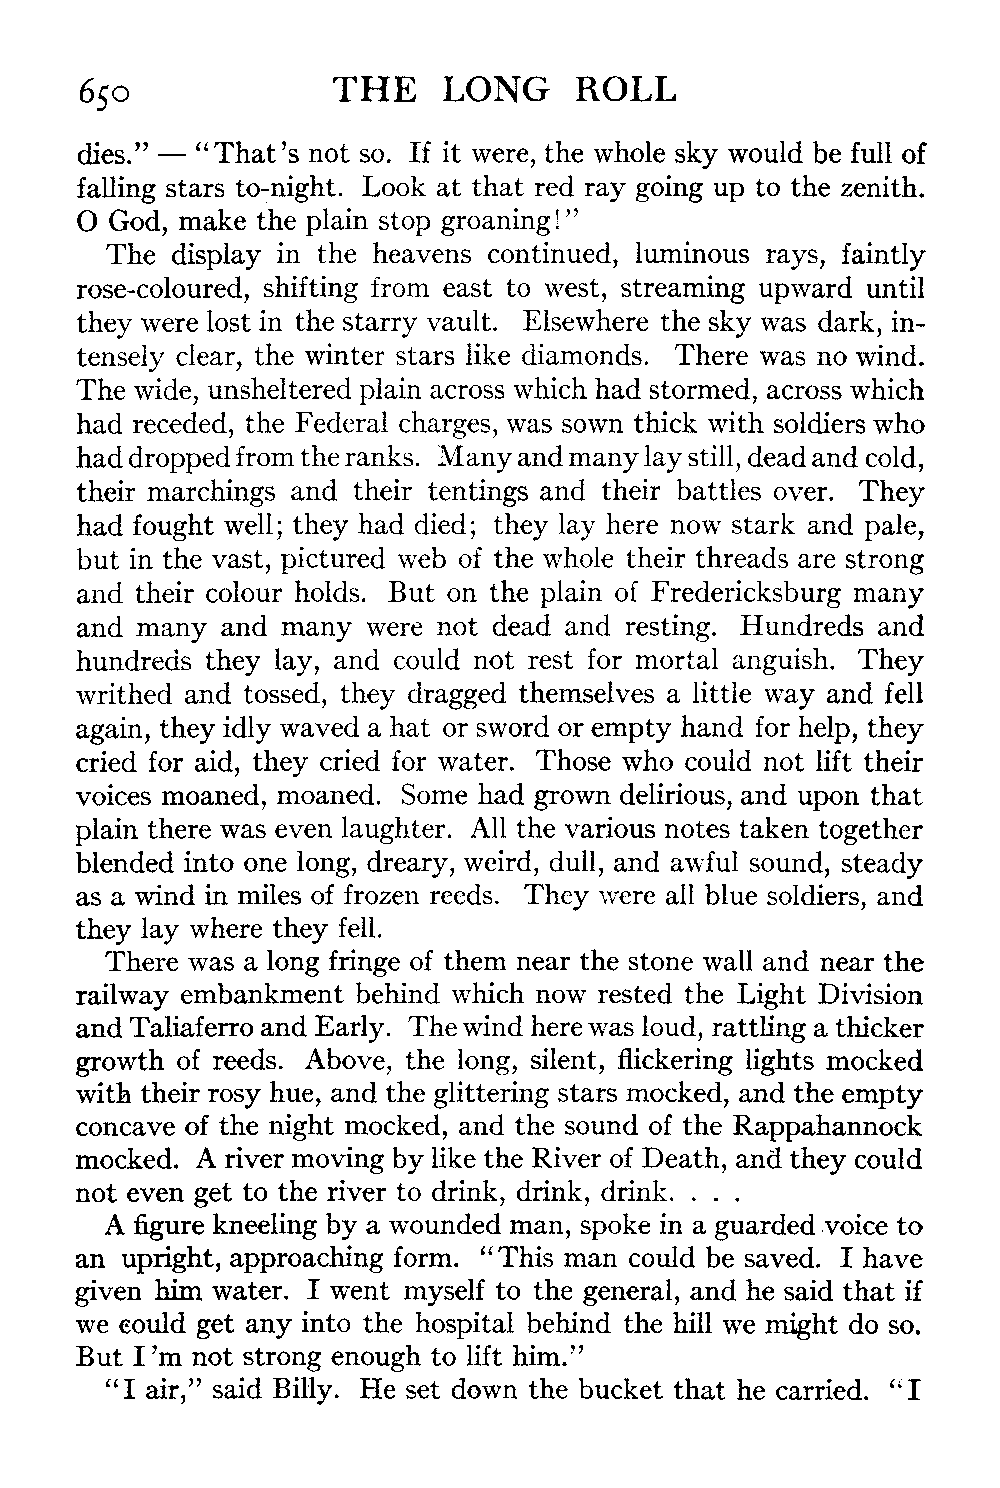 650 THE LONG ROLL
dies." — "That's not so. If it were, the whole sky would be full of
falling stars to-night. Look at that red ray going up to the zenith.
O God, make the plain stop groaning!"
The display in the heavens continued, luminous rays, faintly
rose-coloured, shifting from east to west, streaming upward until
they were lost in the starry vault. Elsewhere the sky was dark, in-
tensely clear, the winter stars like diamonds. There was no wind.
The wide, unsheltered plain across which had stormed, across which
had receded, the Federal charges, was sown thick with soldiers who
had dropped from the ranks. Many and many lay still, dead and cold,
their marchings and their tentings and their battles over. They
had fought well; they had died; they lay here now stark and pale,
but in the vast, pictured web of the whole their threads are strong
and their colour holds. But on the plain of Fredericksburg many
and many and many were not dead and resting. Hundreds and
hundreds they lay, and could not rest for mortal anguish. They
writhed and tossed, they dragged themselves a little way and fell
again, they idly waved a hat or sword or empty hand for help, they
cried for aid, they cried for water. Those who could not lift their
voices moaned, moaned. Some had grown delirious, and upon that
plain there was even laughter. All the various notes taken together
blended into one long, dreary, weird, dull, and awful sound, steady
as a wind in miles of frozen reeds. They were all blue soldiers, and
they lay where they fell.
There was a long fringe of them near the stone wall and near the
railway embankment behind which now rested the Light Division
and Taliaferro and Early. The wind here was loud, rattling a thicker
growth of reeds. Above, the long, silent, flickering lights mocked
with their rosy hue, and the glittering stars mocked, and the empty
concave of the night mocked, and the sound of the Rappahannock
mocked. A river moving by like the River of Death, and they could
not even get to the river to drink, drink, drink. . . .
A figure kneeling by a wounded man, spoke in a guarded voice to
an upright, approaching form. "This man could be saved. I have
given him water. I went myself to the general, and he said that if
we could get any into the hospital behind the hill we might do so.
But I'm not strong enough to lift him."
"I air," said Billy. He set down the bucket that he carried. "I